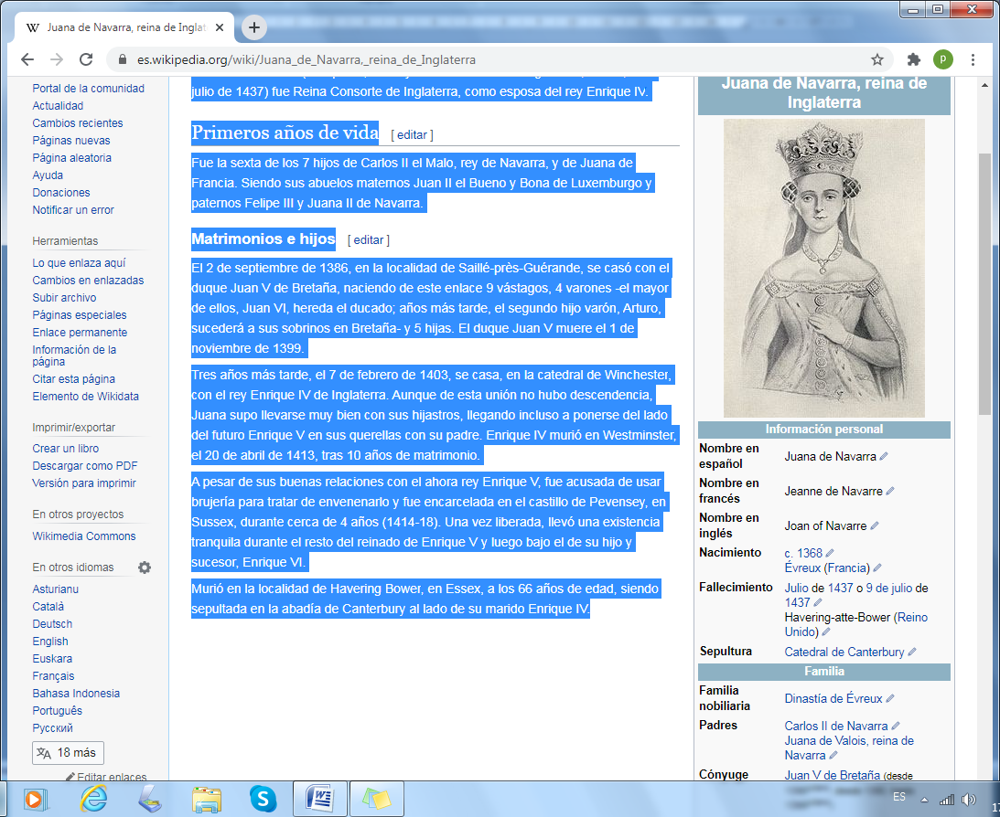 Juana de Navarra, reina de Inglat
es.wikipedia.org/wiki/Juana_de_Navarra,_reina_de_Inglaterra
P
Portal de la comunidad
Actualidad
Cambios recientes
Páginas nuevas
Página aleatoria
Ayuda
Donaciones
Notificar un error
Herramientas
Lo que enlaza aquí
Cambios en enlazadas
Subir archivo
Páginas especiales
Enlace permanente
Información de la
página
Citar esta página
Elemento de Wikidata
Imprimir/exportar
Crear un libro
Descargar como PDF
Versión para imprimir
En otros proyectos
Wikimedia Commons
En otros idiomas
Asturianu
Català
Deutsch
English
Euskara
Français
Bahasa Indonesia
Português
Русский
18 más
Editar enlaces
julio de 1437) fue Reina Consorte de Inglaterra, como esposa del rey Enrique IV.
Primeros años de vida [ editar ]
Fue la sexta de los 7 hijos de Carlos II el Malo, rey de Navarra, y de Juana de
Francia. Siendo sus abuelos maternos Juan II el Bueno y Bona de Luxemburgo y
paternos Felipe III y Juana II de Navarra.
Matrimonios e hijos [ editar ]
El 2 de septiembre de 1386, en la localidad de Saillé-près-Guérande, se casó con el
duque Juan V de Bretaña, naciendo de este enlace 9 vástagos, 4 varones -el mayor
de ellos, Juan VI, hereda el ducado; años más tarde, el segundo hijo varón, Arturo,
sucederá a sus sobrinos en Bretaña- y 5 hijas. El duque Juan V muere el 1 de
noviembre de 1399.
Tres años más tarde, el 7 de febrero de 1403, se casa, en la catedral de Winchester,
con el rey Enrique IV de Inglaterra. Aunque de esta unión no hubo descendencia,
Juana supo llevarse muy bien con sus hijastros, llegando incluso a ponerse del lado
del futuro Enrique V en sus querellas con su padre. Enrique IV murió en Westminster,
el 20 de abril de 1413, tras 10 años de matrimonio.
A pesar de sus buenas relaciones con el ahora rey Enrique V, fue acusada de usar
brujería para tratar de envenenarlo y fue encarcelada en el castillo de Pevensey, en
Sussex, durante cerca de 4 años (1414-18). Una vez liberada, llevó una existencia
tranquila durante el resto del reinado de Enrique V y luego bajo el de su hijo y
sucesor, Enrique VI.
Murió en la localidad de Havering Bower, en Essex, a los 66 años de edad, siendo
sepultada en la abadía de Canterbury al lado de su marido Enrique IV.
Juana de Navarra, reina de
Inglaterra
Información personal
Nombre en
español Juana de Navarra
Nombre en
francés Jeanne de Navarre
Nombre en
inglés Joan of Navarre
Nacimiento c. 1368
Évreux (Francia)
Fallecimiento Julio de 1437 o 9 de julio de
1437
Havering-atte-Bower (Reino
Unido)
Sepultura Catedral de Canterbury
Familia
Familia
nobiliaria Dinastía de Évreux
Padres Carlos II de Navarra
Juana de Valois, reina de
Navarra
Cónyuge Juan V de Bretaña (desde
ES